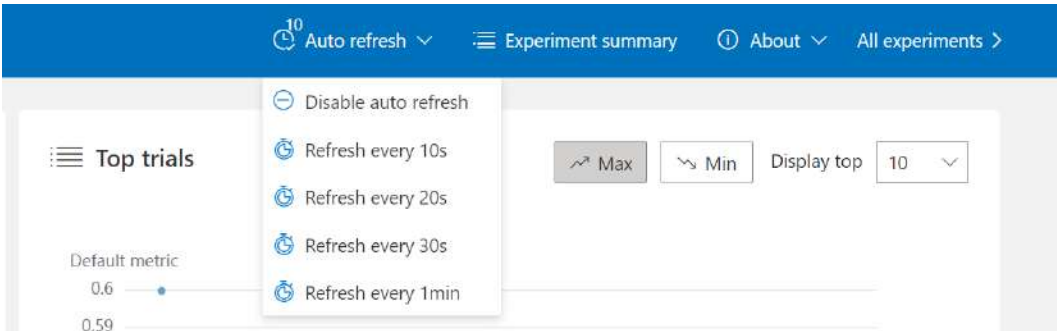 10
Auto refresh
Experiment summary
About
All experiments
Disable auto refresh
Refresh every 10s
Refresh every 20s
Refresh every 30s
Refresh every 1min
Top trials
Max
Min
Display top
10
Default metric
0.6
0.59